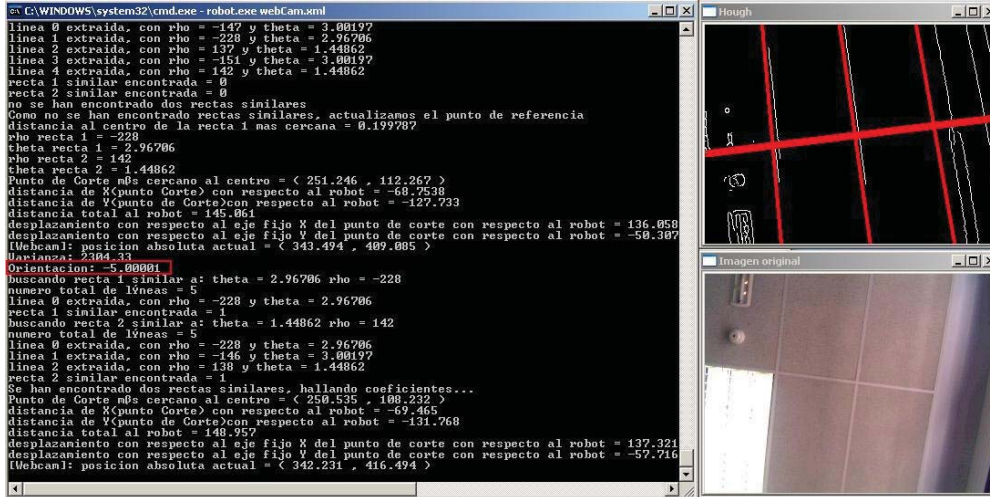 C:\WINDOWS\system32\cmd.exe - robot.exe webCam.xml
linea 0 extraida, con rho = -147 y theta = 3.00197
linea 1 extraida, con rho = -228 y theta = 2.96706
linea 2 extraida, con rho = 137 y theta = 1.44862
linea 3 extraida, con rho = -151 y theta = 3.00197
linea 4 extraida, con rho = 142 y theta = 1.44862
recta 1 similar encontrada = 0
recta 2 similar encontrada = 0
no se han encontrado dos rectas similares
Como no se han encontrado rectas similares, actualizamos el punto de referencia
distancia al centro de la recta 1 mas cercana = 0.199787
rho recta 1 = -228
theta recta 1 = 2.96706
rho recta 2 = 142
theta recta 2 = 1.44862
Punto de Corte mßs cercano al centro = ( 251.246 , 112.267 )
distancia de X(punto Corte) con respecto al robot = -68.7538
distancia de Y(punto de Corte)con respecto al robot = -127.733
distancia total al robot = 145.061
desplazamiento con respecto al eje fijo X del punto de corte con respecto al robot = 136.058
desplazamiento con respecto al eje fijo Y del punto de corte con respecto al robot = -50.307
[Webcam]: posicion absoluta actual = ( 343.494 , 409.085 )
Varianza: 2304.33
Orientacion: -5.00001
buscando recta 1 similar a: theta = 2.96706 rho = -228
numero total de lÝneas = 5
linea 0 extraida, con rho = -228 y theta = 2.96706
recta 1 similar encontrada = 1
buscando recta 2 similar a: theta = 1.44862 rho = 142
numero total de lÝneas = 5
linea 0 extraida, con rho = -228 y theta = 2.96706
linea 1 extraida, con rho = -146 y theta = 3.00197
linea 2 extraida, con rho = 138 y theta = 1.44862
recta 2 similar encontrada = 1
Se han encontrado dos rectas similares, hallando coeficientes...
Punto de Corte mßs cercano al centro = ( 250.535 , 108.232 )
distancia de X(punto Corte) con respecto al robot = -69.465
distancia de Y(punto de Corte)con respecto al robot = -131.768
distancia total al robot = 148.957
desplazamiento con respecto al eje fijo X del punto de corte con respecto al robot = 137.321
desplazamiento con respecto al eje fijo Y del punto de corte con respecto al robot = -57.716
[Webcam]: posicion absoluta actual = ( 342.231 , 416.494 )
Hough
Imagen original